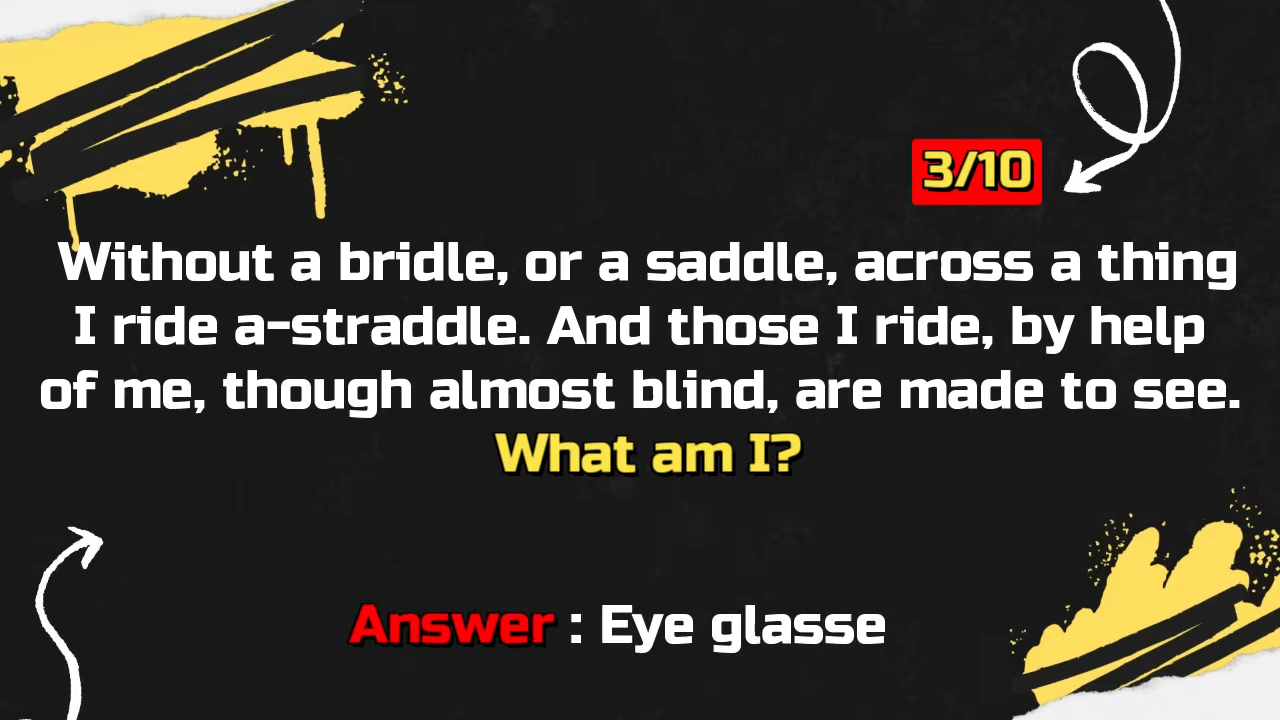 3/10
Without a bridle, or a saddle, across a thing
I ride a-straddle. And those I ride, by help
of me, though almost blind, are made to see.
What am I?
Answer : Eye glasse